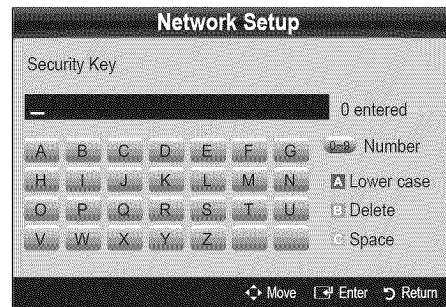 Network Setup
Security Key
0 entered
A B C D E F G 0~9 Number
H I J K L M N A Lower case
O P Q R S T U B Delete
V W X Y Z C Space
Move Enter Return